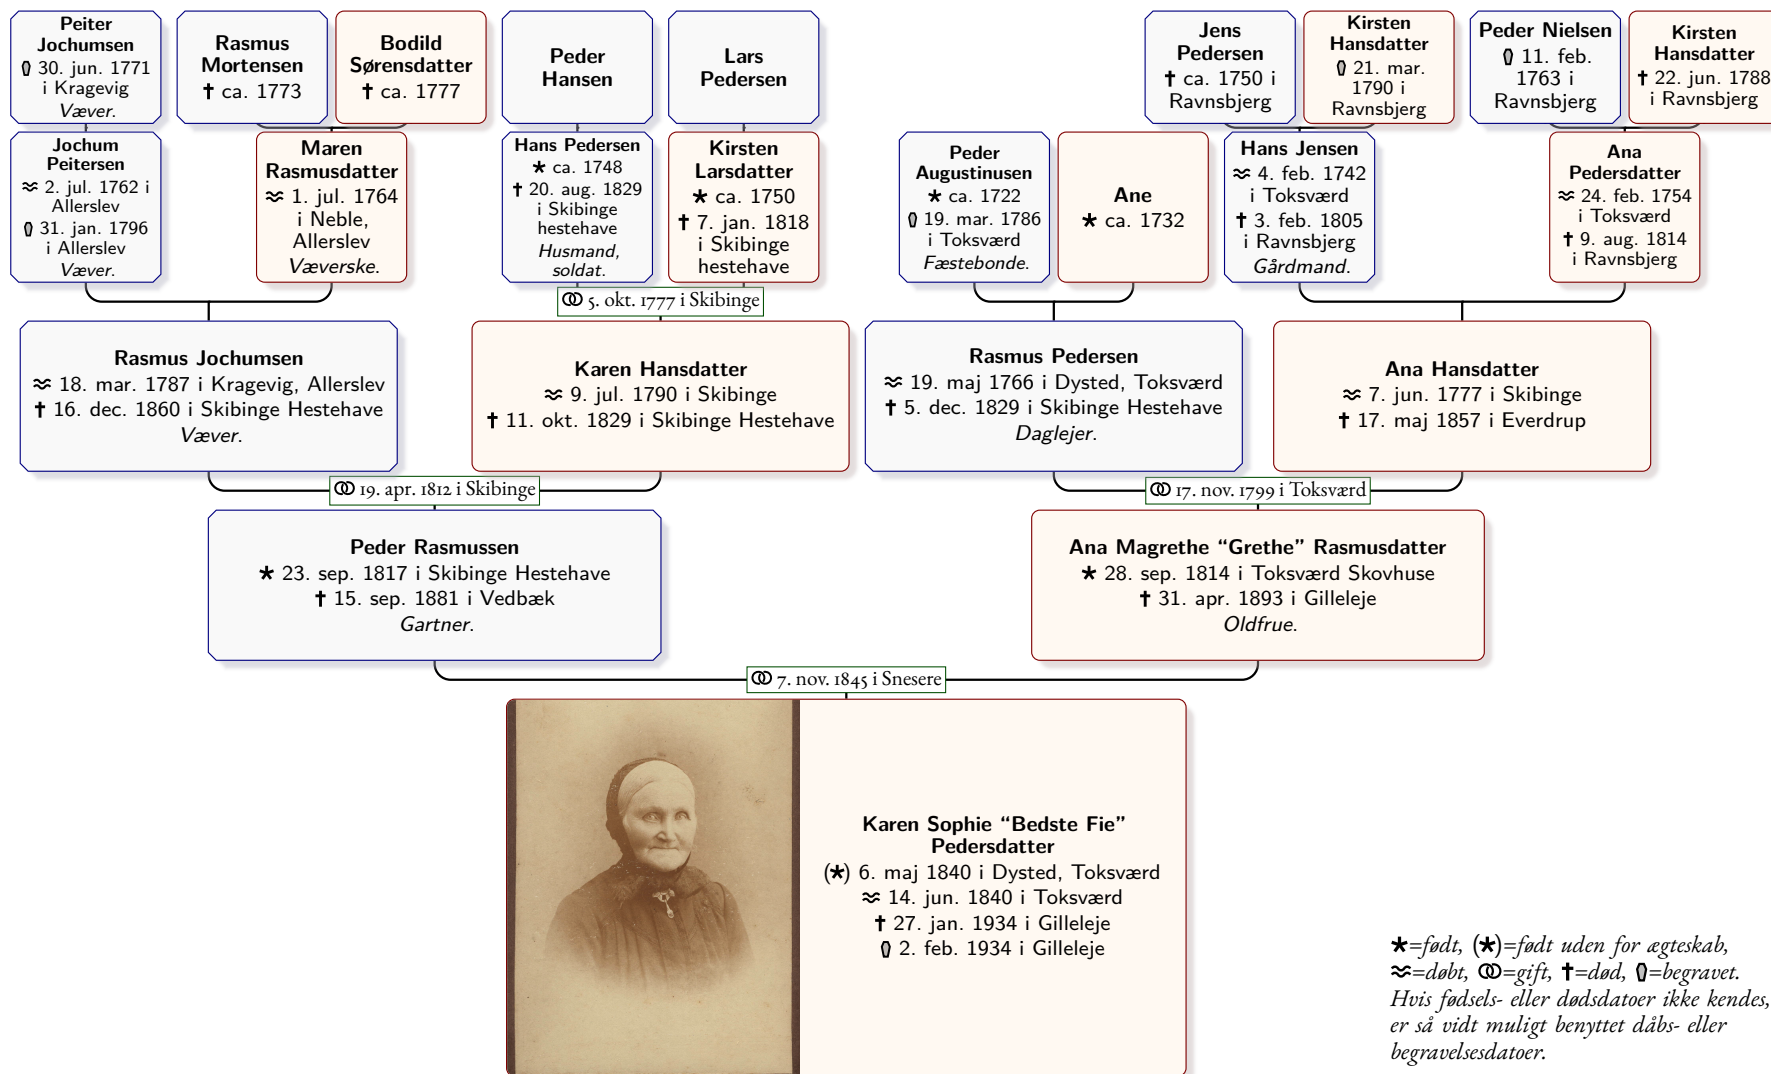 Peiter
Jochumsen
⚰ 30. jun. 1771
i Kragevig
Væver.
Rasmus
Mortensen
† ca. 1773
Bodild
Sørensdatter
† ca. 1777
Peder
Hansen
Lars
Pedersen
Jens
Pedersen
† ca. 1750 i
Ravnsbjerg
Kirsten
Hansdatter
⚰ 21. mar.
1790 i
Ravnsbjerg
Peder Nielsen
⚰ 11. feb.
1763 i
Ravnsbjerg
Kirsten
Hansdatter
† 22. jun. 1788
i Ravnsbjerg
Jochum
Peitersen
≈ 2. jul. 1762 i
Allerslev
⚰ 31. jan. 1796
i Allerslev
Væver.
Maren
Rasmusdatter
≈ 1. jul. 1764
i Neble,
Allerslev
Væverske.
Hans Pedersen
★ ca. 1748
† 20. aug. 1829
i Skibinge
hestehave
Husmand,
soldat.
Kirsten
Larsdatter
★ ca. 1750
† 7. jan. 1818
i Skibinge
hestehave
Peder
Augustinusen
★ ca. 1722
⚰ 19. mar. 1786
i Toksværd
Fæstebonde.
Ane
★ ca. 1732
Hans Jensen
≈ 4. feb. 1742
i Toksværd
† 3. feb. 1805
i Ravnsbjerg
Gårdmand.
Ana
Pedersdatter
≈ 24. feb. 1754
i Toksværd
† 9. aug. 1814
i Ravnsbjerg
⚭ 5. okt. 1777 i Skibinge
Rasmus Jochumsen
≈ 18. mar. 1787 i Kragevig, Allerslev
† 16. dec. 1860 i Skibinge Hestehave
Væver.
Karen Hansdatter
≈ 9. jul. 1790 i Skibinge
† 11. okt. 1829 i Skibinge Hestehave
Rasmus Pedersen
≈ 19. maj 1766 i Dysted, Toksværd
† 5. dec. 1829 i Skibinge Hestehave
Daglejer.
Ana Hansdatter
≈ 7. jun. 1777 i Skibinge
† 17. maj 1857 i Everdrup
⚭ 19. apr. 1812 i Skibinge
⚭ 17. nov. 1799 i Toksværd
Peder Rasmussen
★ 23. sep. 1817 i Skibinge Hestehave
† 15. sep. 1881 i Vedbæk
Gartner.
Ana Magrethe “Grethe” Rasmusdatter
★ 28. sep. 1814 i Toksværd Skovhuse
† 31. apr. 1893 i Gilleleje
Oldfrue.
⚭ 7. nov. 1845 i Snesere
Karen Sophie “Bedste Fie”
Pedersdatter
(★) 6. maj 1840 i Dysted, Toksværd
≈ 14. jun. 1840 i Toksværd
† 27. jan. 1934 i Gilleleje
⚰ 2. feb. 1934 i Gilleleje
★=født, (★)=født uden for ægteskab,
≈=døbt, ⚭=gift, †=død, ⚰=begravet.
Hvis fødsels- eller dødsdatoer ikke kendes,
er så vidt muligt benyttet dåbs- eller
begravelsesdatoer.